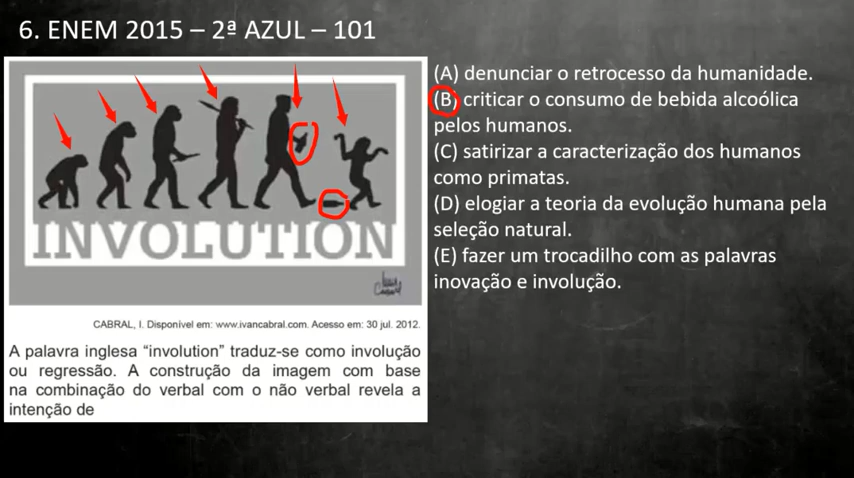 6. ENEM 2015 – 2ª AZUL – 101
INVOLUTION
CABRAL, I. Disponível em: www.ivancabral.com. Acesso em: 30 jul. 2012.
A palavra inglesa “involution” traduz-se como involução
ou regressão. A construção da imagem com base
na combinação do verbal com o não verbal revela a
intenção de
(A) denunciar o retrocesso da humanidade.
(B) criticar o consumo de bebida alcoólica
pelos humanos.
(C) satirizar a caracterização dos humanos
como primatas.
(D) elogiar a teoria da evolução humana pela
seleção natural.
(E) fazer um trocadilho com as palavras
inovação e involução.